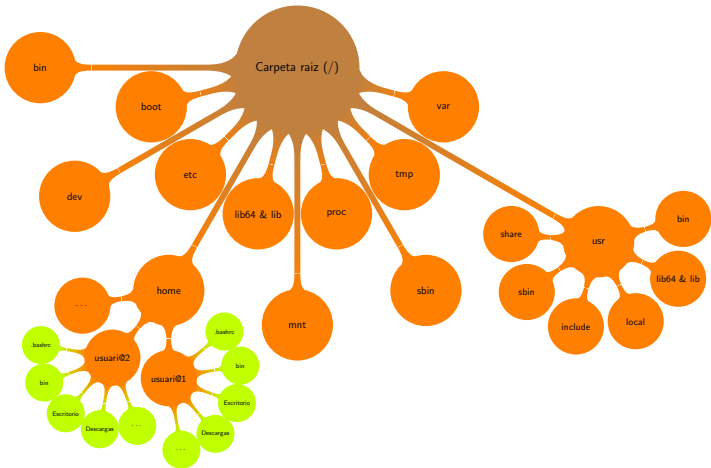 Carpeta raiz (/)
bin
boot
var
dev
etc
tmp
lib64 & lib
proc
usr
share
bin
sbin
lib64 & lib
include
local
home
. . .
mnt
sbin
usuari@2
usuari@1
.bashrc
bin
Escritorio
Descargas
. . .
.bashrc
bin
Escritorio
Descargas
. . .